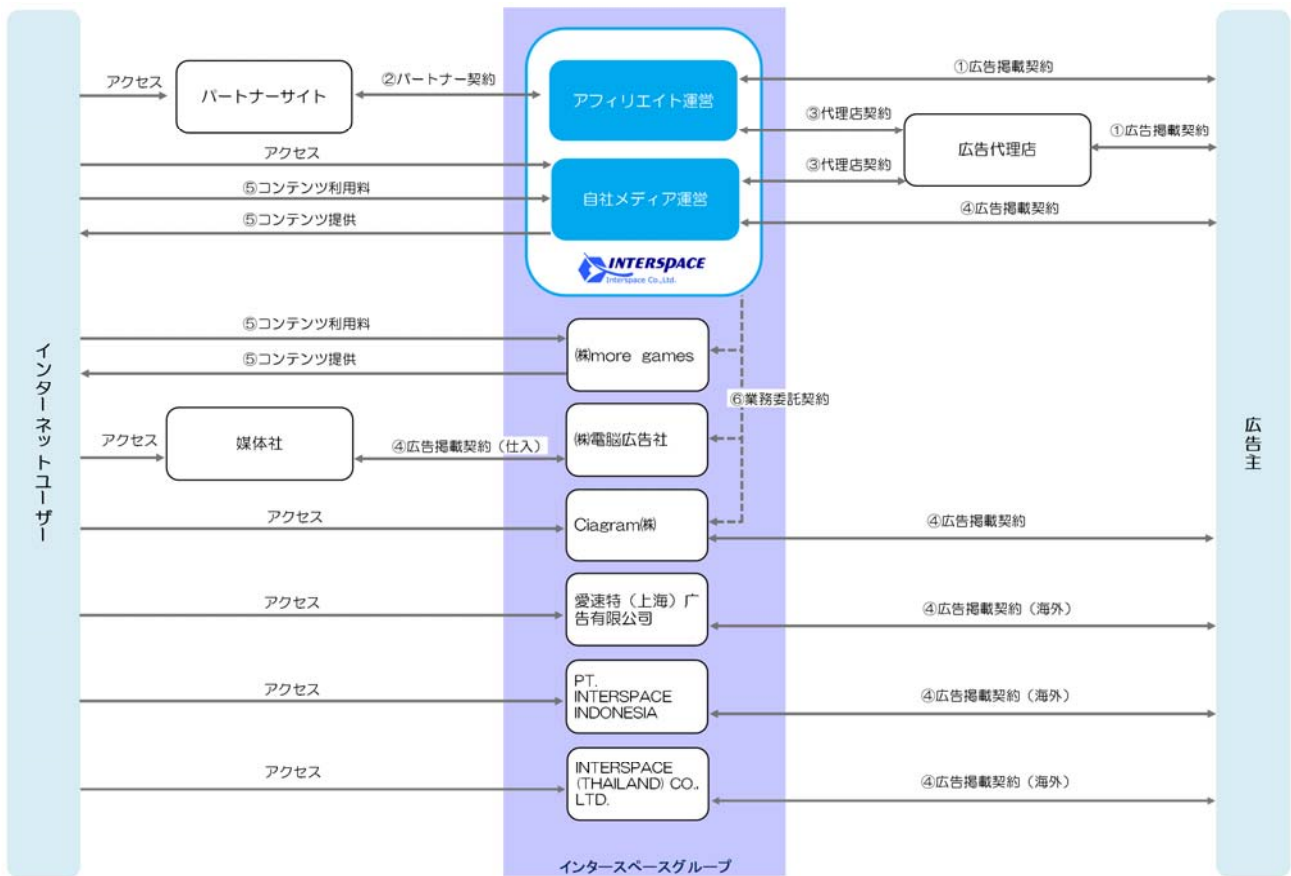 ①広告掲載契約
アクセス
②パートナー契約
パートナーサイト
アフィリエイト運営
③代理店契約
①広告掲載契約
広告代理店
アクセス
③代理店契約
⑤コンテンツ利用料
自社メディア運営
④広告掲載契約
⑤コンテンツ提供
INTERSPACE
Interspace Co.,Ltd.
⑤コンテンツ利用料
㈱more games
⑤コンテンツ提供
インターネットユーザー
⑥業務委託契約
広告主
アクセス
媒体社
④広告掲載契約（仕入）
㈱電脳広告社
アクセス
Ciagram㈱
④広告掲載契約
アクセス
愛速特（上海）广
告有限公司
④広告掲載契約（海外）
アクセス
PT.
INTERSPACE
INDONESIA
④広告掲載契約（海外）
アクセス
INTERSPACE
(THAILAND) CO.,
LTD.
④広告掲載契約（海外）
インタースペースグループ